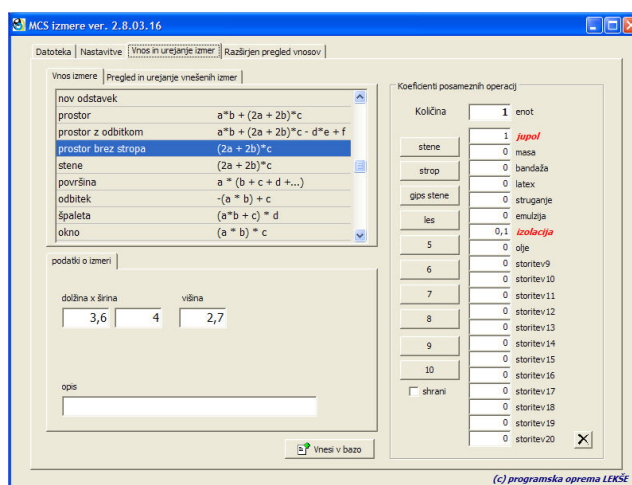 MCS izmere ver. 2.8.03.16
Datoteka Nastavitve Vnos in urejanje izmer Razširjen pregled vnosov
Vnos izmere Pregled in urejanje vnešenih izmer
nov odstavek
prostor a*b + (2a + 2b)*c
prostor z odbitkom a*b + (2a + 2b)*c - d*e + f
prostor brez stropa (2a + 2b)*c
stene (2a + 2b)*c
površina a * (b + c + d +...)
odbitek -(a * b) + c
špaleta (a*b + c) * d
okno (a * b) * c
podatki o izmeri
dolžina x širina višina
3,6 4 2,7
opis
Vnesi v bazo
Koeficienti posameznih operacij
Količina 1 enot
stene
strop
gips stene
les
5
6
7
8
9
10
shrani
1 jupol
0 masa
0 bandaža
0 latex
0 struganje
0 emulzija
0,1 izolacija
0 olje
0 storitev9
0 storitev10
0 storitev11
0 storitev12
0 storitev13
0 storitev14
0 storitev15
0 storitev16
0 storitev17
0 storitev18
0 storitev19
0 storitev20
(c) programska oprema LEKŠE